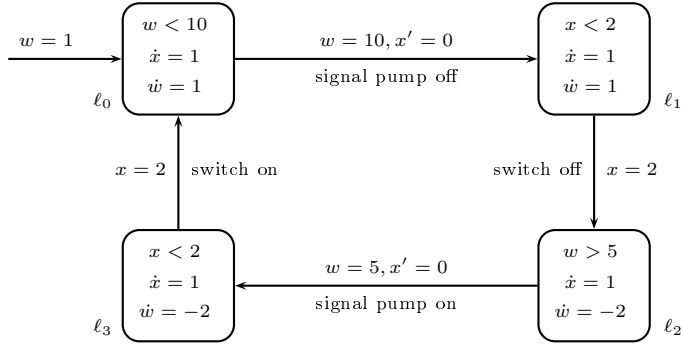 w = 1
w < 10
ẋ = 1
ẇ = 1
ℓ0
w = 10, x′ = 0
signal pump off
x < 2
ẋ = 1
ẇ = 1
ℓ1
x = 2
switch on
switch off
x = 2
x < 2
ẋ = 1
ẇ = −2
ℓ3
w = 5, x′ = 0
signal pump on
w > 5
ẋ = 1
ẇ = −2
ℓ2